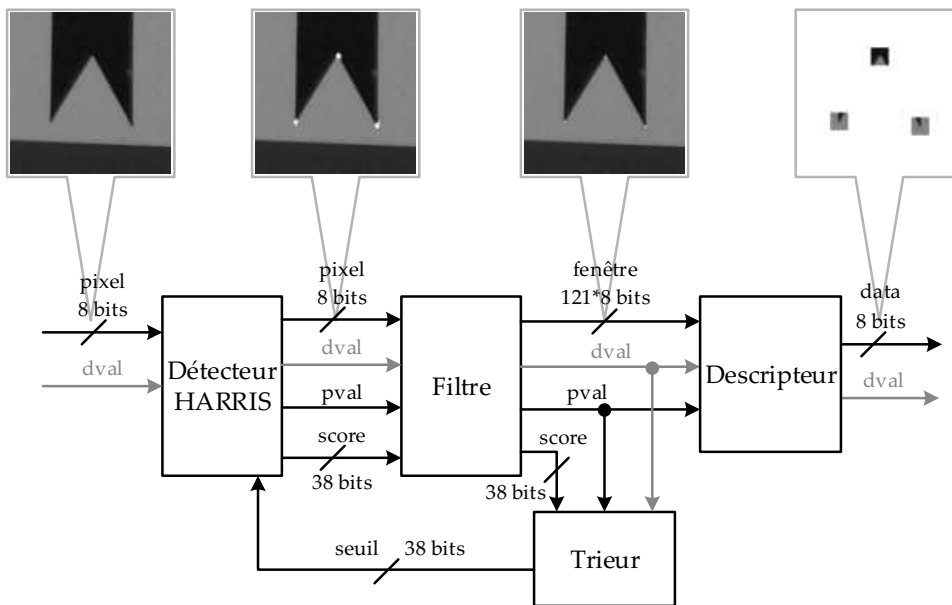 pixel
8 bits
dval
Détecteur
HARRIS
pixel
8 bits
dval
pval
score
38 bits
Filtre
fenêtre
121*8 bits
dval
pval
score
38 bits
Descripteur
data
8 bits
dval
seuil
38 bits
Trieur